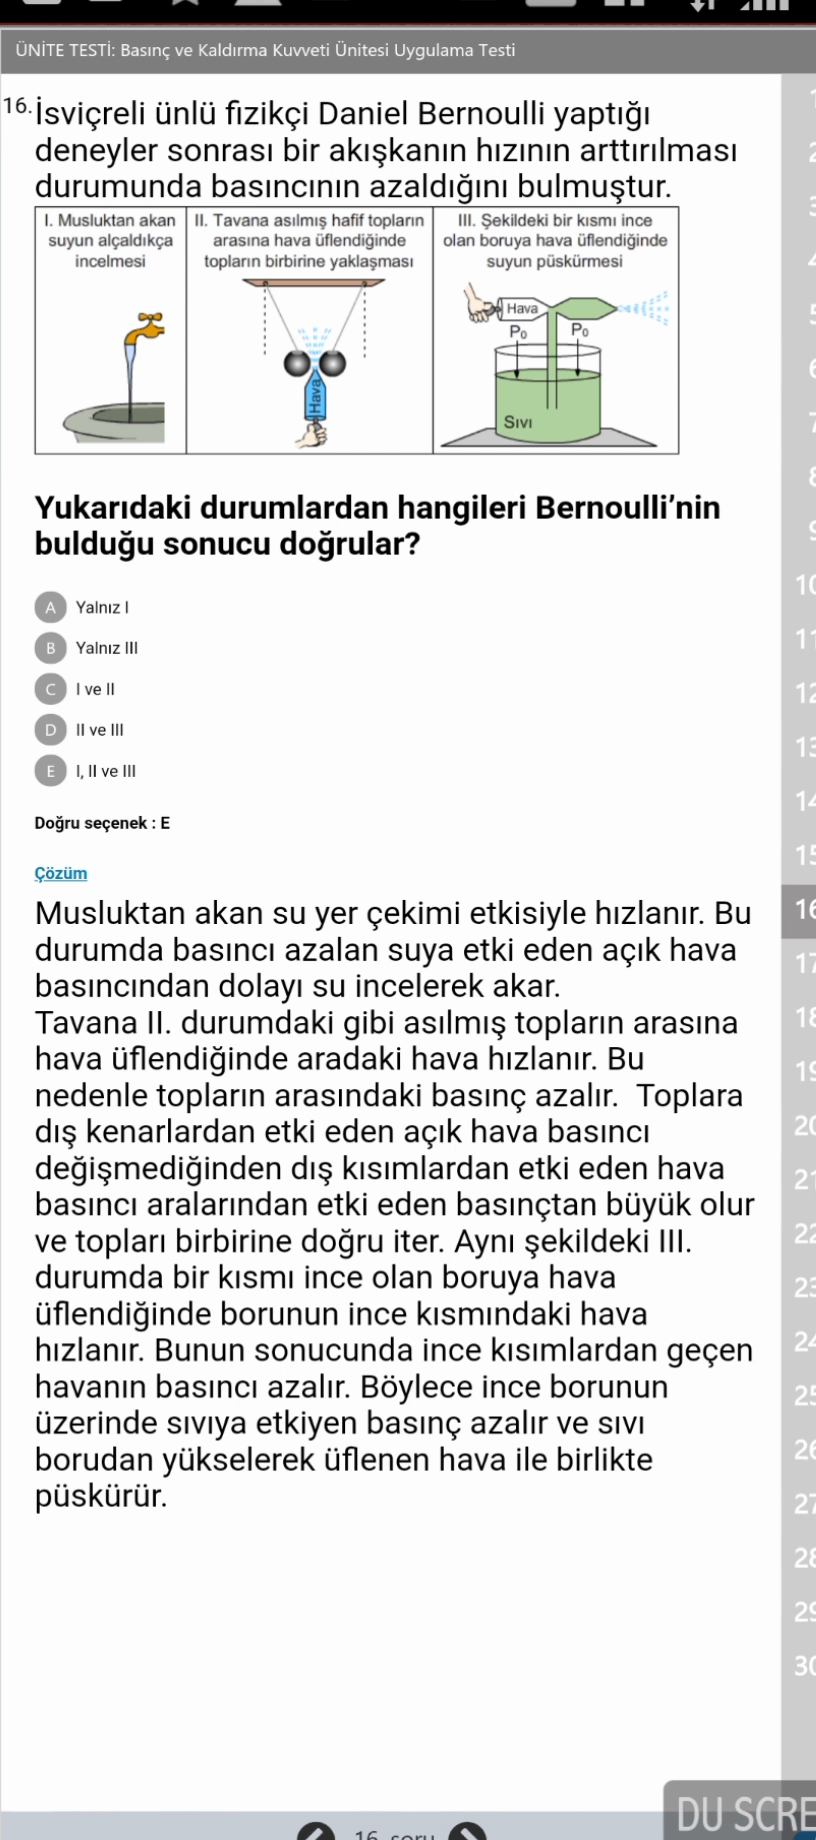 ÜNİTE TESTİ: Basınç ve Kaldırma Kuvveti Ünitesi Uygulama Testi
16. İsviçreli ünlü fizikçi Daniel Bernoulli yaptığı
deneyler sonrası bir akışkanın hızının arttırılması
durumunda basıncının azaldığını bulmuştur.
I. Musluktan akan
suyun alçaldıkça
incelmesi
II. Tavana asılmış hafif topların
arasına hava üflendiğinde
topların birbirine yaklaşması
Hava
III. Şekildeki bir kısmı ince
olan boruya hava üflendiğinde
suyun püskürmesi
Hava
P₀ P₀
Sıvı
Yukarıdaki durumlardan hangileri Bernoulli’nin
bulduğu sonucu doğrular?
A Yalnız I
B Yalnız III
C I ve II
D II ve III
E I, II ve III
Doğru seçenek : E
Çözüm
Musluktan akan su yer çekimi etkisiyle hızlanır. Bu
durumda basıncı azalan suya etki eden açık hava
basıncından dolayı su incelerek akar.
Tavana II. durumdaki gibi asılmış topların arasına
hava üflendiğinde aradaki hava hızlanır. Bu
nedenle topların arasındaki basınç azalır. Toplara
dış kenarlardan etki eden açık hava basıncı
değişmediğinden dış kısımlardan etki eden hava
basıncı aralarından etki eden basınçtan büyük olur
ve topları birbirine doğru iter. Aynı şekildeki III.
durumda bir kısmı ince olan boruya hava
üflendiğinde borunun ince kısmındaki hava
hızlanır. Bunun sonucunda ince kısımlardan geçen
havanın basıncı azalır. Böylece ince borunun
üzerinde sıvıya etkiyen basınç azalır ve sıvı
borudan yükselerek üflenen hava ile birlikte
püskürür.
1
2
3
4
5
6
7
8
9
10
11
12
13
14
15
16
17
18
19
20
21
22
23
24
25
26
27
28
29
30
16. soru
DU SCRE